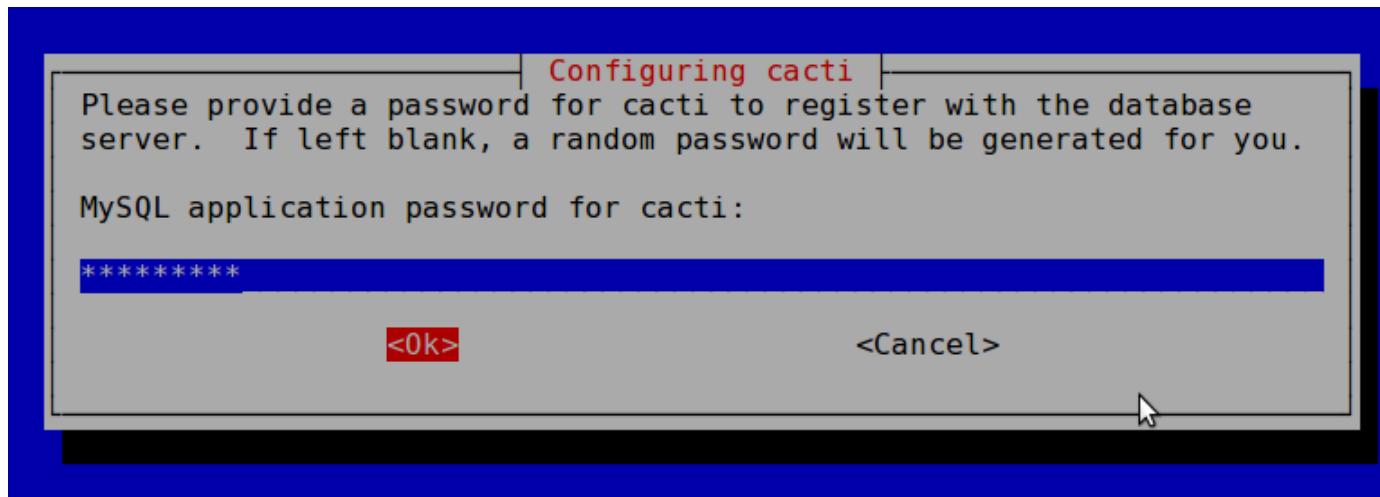 Configuring cacti
Please provide a password for cacti to register with the database
server.  If left blank, a random password will be generated for you.
MySQL application password for cacti:
*********
<Ok> <Cancel>